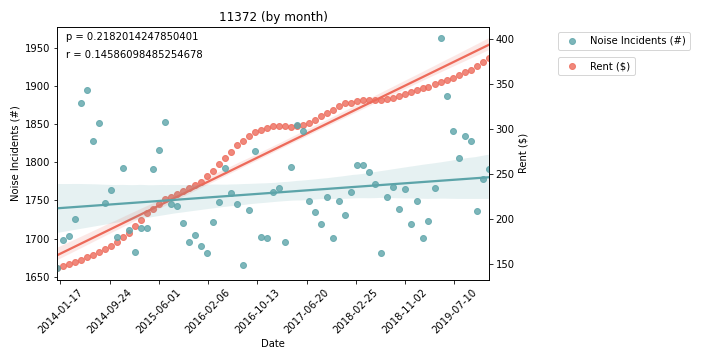 11372 (by month)
p = 0.2182014247850401
r = 0.14586098485254678
Noise Incidents (#)
Rent ($)
Noise Incidents (#)
1950
1900
1850
1800
1750
1700
1650
400
350
300
250
200
150
Rent ($)
2014-01-17
2014-09-24
2015-06-01
2016-02-06
2016-10-13
2017-06-20
2018-02-25
2018-11-02
2019-07-10
Date